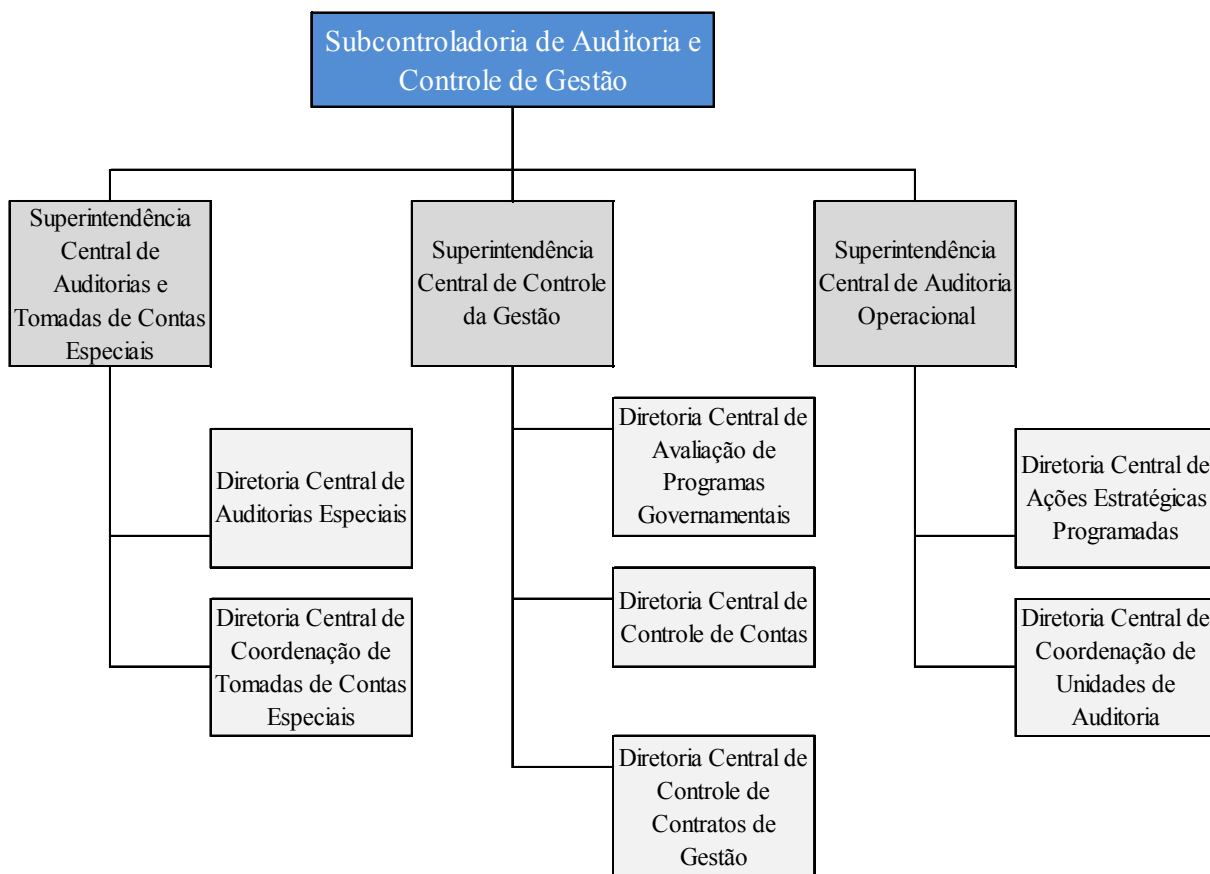 Subcontroladoria de Auditoria e
Controle de Gestão
Superintendência
Central de
Auditorias e
Tomadas de Contas
Especiais
Superintendência
Central de Controle
da Gestão
Superintendência
Central de Auditoria
Operacional
Diretoria Central de
Auditorias Especiais
Diretoria Central de
Coordenação de
Tomadas de Contas
Especiais
Diretoria Central de
Avaliação de
Programas
Governamentais
Diretoria Central de
Controle de Contas
Diretoria Central de
Controle de
Contratos de
Gestão
Diretoria Central de
Ações Estratégicas
Programadas
Diretoria Central de
Coordenação de
Unidades de
Auditoria